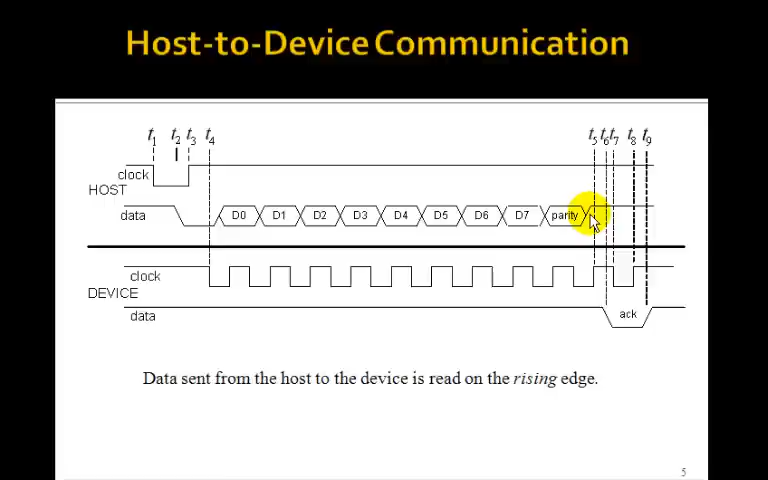 Host-to-Device Communication
t1 t2 t3 t4 t5 t6 t7 t8 t9
clock
HOST
data D0 D1 D2 D3 D4 D5 D6 D7 parity
clock
DEVICE
data ack
Data sent from the host to the device is read on the rising edge.
5